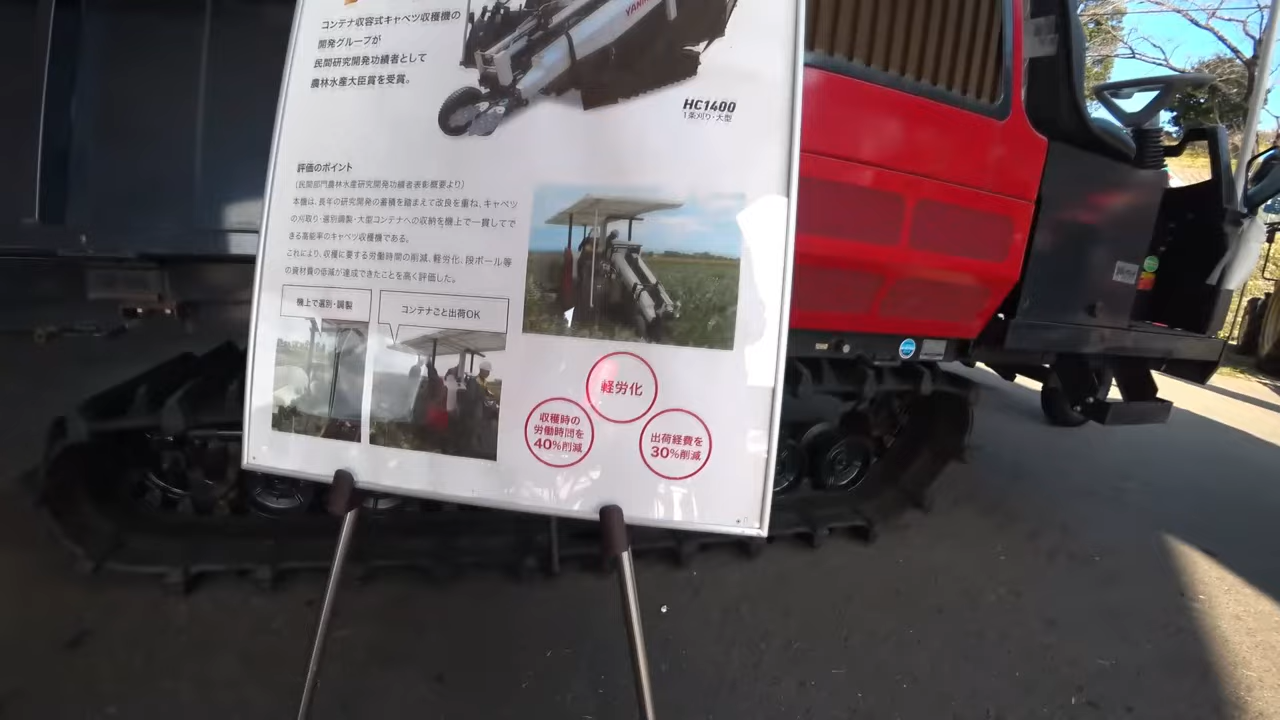 コンテナ収容式キャベツ収穫機の
開発グループが
民間研究開発功績者として
農林水産大臣賞を受賞。
HC1400
1条刈り・大型
評価のポイント
(民間部門農林水産研究開発功績者表彰概要より)
本機は、長年の研究開発の蓄積を踏まえて改良を重ね、キャベツ
の刈取り・選別調製・大型コンテナへの収納を機上で一貫してで
きる高能率のキャベツ収穫機である。
これにより、収穫に要する労働時間の削減、軽労化、段ボール等
の資材費の低減が達成できたことを高く評価した。
機上で選別・調製
コンテナごと出荷OK
軽労化
収穫時の
労働時間を
40%削減
出荷経費を
30%削減